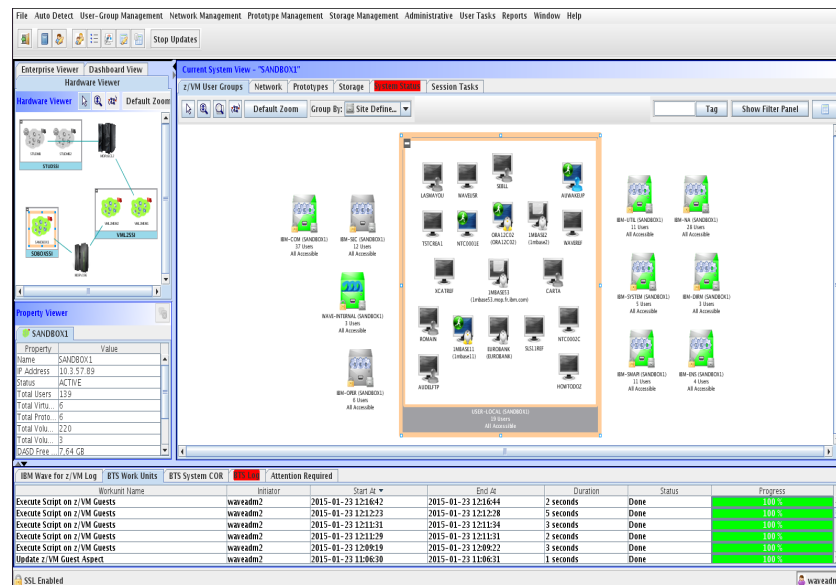 File Auto Detect User-Group Management Network Management Prototype Management Storage Management Administrative User Tasks Reports Window Help
Stop Updates
Enterprise Viewer Dashboard View
Hardware Viewer
Hardware Viewer Default Zoom
STUDSSI
VML2SSI
SDBOXSSI
Property Viewer
SANDBOX1
Property Value
Name SANDBOX1
IP Address 10.3.57.89
Status ACTIVE
Total Users 139
Total Virtu... 6
Total Proto... 6
Total Volu... 220
Total Volu... 3
DASD Free ... 7,64 GB
Current System View - "SANDBOX1"
z/VM User Groups Network Prototypes Storage System Status Session Tasks
Default Zoom Group By: Site Define... Tag Show Filter Panel
IBM-COM (SANDBOX1)
37 Users
All Accessible
IBM-SEC (SANDBOX1)
12 Users
All Accessible
WAVE-INTERNAL (SANDBOX1)
3 Users
All Accessible
IBM-OPER (SANDBOX1)
6 Users
All Accessible
LASMAYOU WAVEUSR SEBLL AUWAKEUP
TSTCREA1 NTC0001E ORA12C02
(ORA12C02) 1MBASE2
(1mbase2) WAVEREF
XCATREF 1MBASE53
(1mbase53.mop.fr.ibm.com) CARTA
ROMAIN 1MBASE11
(1mbase11) EUROBANK
(EUROBANK) SLS11REF NTC0002C
AUDELFTP HOWTODOZ
USER-LOCAL (SANDBOX1)
19 Users
All Accessible
IBM-UTIL (SANDBOX1)
11 Users
All Accessible
IBM-NA (SANDBOX1)
28 Users
All Accessible
IBM-SYSTEM (SANDBOX1)
5 Users
All Accessible
IBM-DIRM (SANDBOX1)
3 Users
All Accessible
IBM-SMAPI (SANDBOX1)
11 Users
All Accessible
IBM-ENS (SANDBOX1)
4 Users
All Accessible
IBM Wave for z/VM Log BTS Work Units BTS System COR BTS Log Attention Required
Workunit Name Initiator Start At End At Duration Status Progress
Execute Script on z/VM Guests waveadm2 2015-01-23 12:16:42 2015-01-23 12:16:44 2 seconds Done 100 %
Execute Script on z/VM Guests waveadm2 2015-01-23 12:12:23 2015-01-23 12:12:28 5 seconds Done 100 %
Execute Script on z/VM Guests waveadm2 2015-01-23 12:11:31 2015-01-23 12:11:34 3 seconds Done 100 %
Execute Script on z/VM Guests waveadm2 2015-01-23 12:11:29 2015-01-23 12:11:31 2 seconds Done 100 %
Execute Script on z/VM Guests waveadm2 2015-01-23 12:09:19 2015-01-23 12:09:22 3 seconds Done 100 %
Update z/VM Guest Aspect waveadm2 2015-01-23 11:06:30 2015-01-23 11:06:31 1 seconds Done 100 %
SSL Enabled waveadm